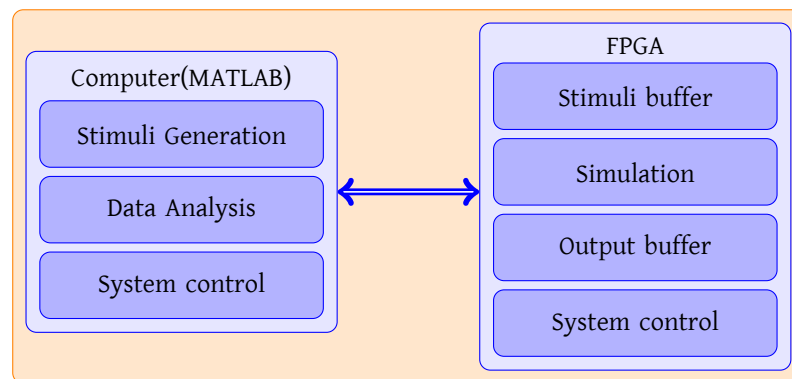 Computer(MATLAB)
Stimuli Generation
Data Analysis
System control
FPGA
Stimuli buffer
Simulation
Output buffer
System control